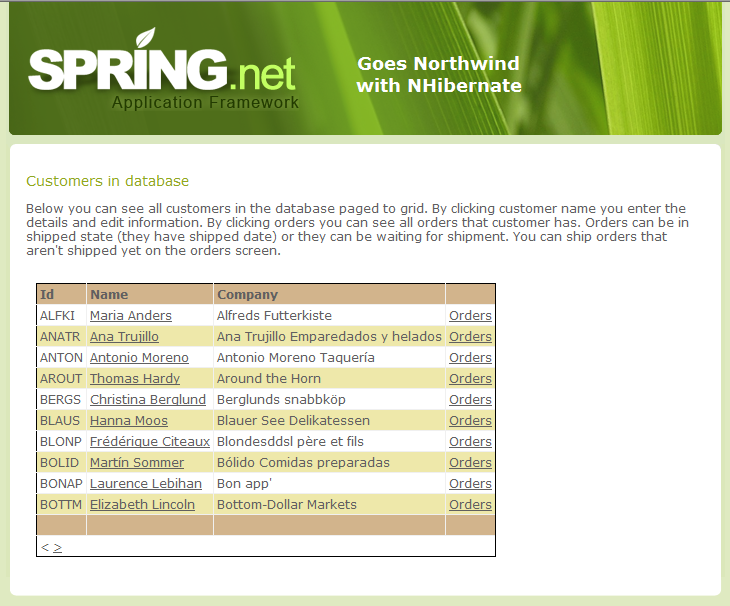 SPRING.net
Application Framework
Goes Northwind
with NHibernate
Customers in database
Below you can see all customers in the database paged to grid. By clicking customer name you enter the
details and edit information. By clicking orders you can see all orders that customer has. Orders can be in
shipped state (they have shipped date) or they can be waiting for shipment. You can ship orders that
aren't shipped yet on the orders screen.
Id Name Company
ALFKI Maria Anders Alfreds Futterkiste Orders
ANATR Ana Trujillo Ana Trujillo Emparedados y helados Orders
ANTON Antonio Moreno Antonio Moreno Taquería Orders
AROUT Thomas Hardy Around the Horn Orders
BERGS Christina Berglund Berglunds snabbköp Orders
BLAUS Hanna Moos Blauer See Delikatessen Orders
BLONP Frédérique Citeaux Blondesddsl père et fils Orders
BOLID Martín Sommer Bólido Comidas preparadas Orders
BONAP Laurence Lebihan Bon app' Orders
BOTTM Elizabeth Lincoln Bottom-Dollar Markets Orders
< >